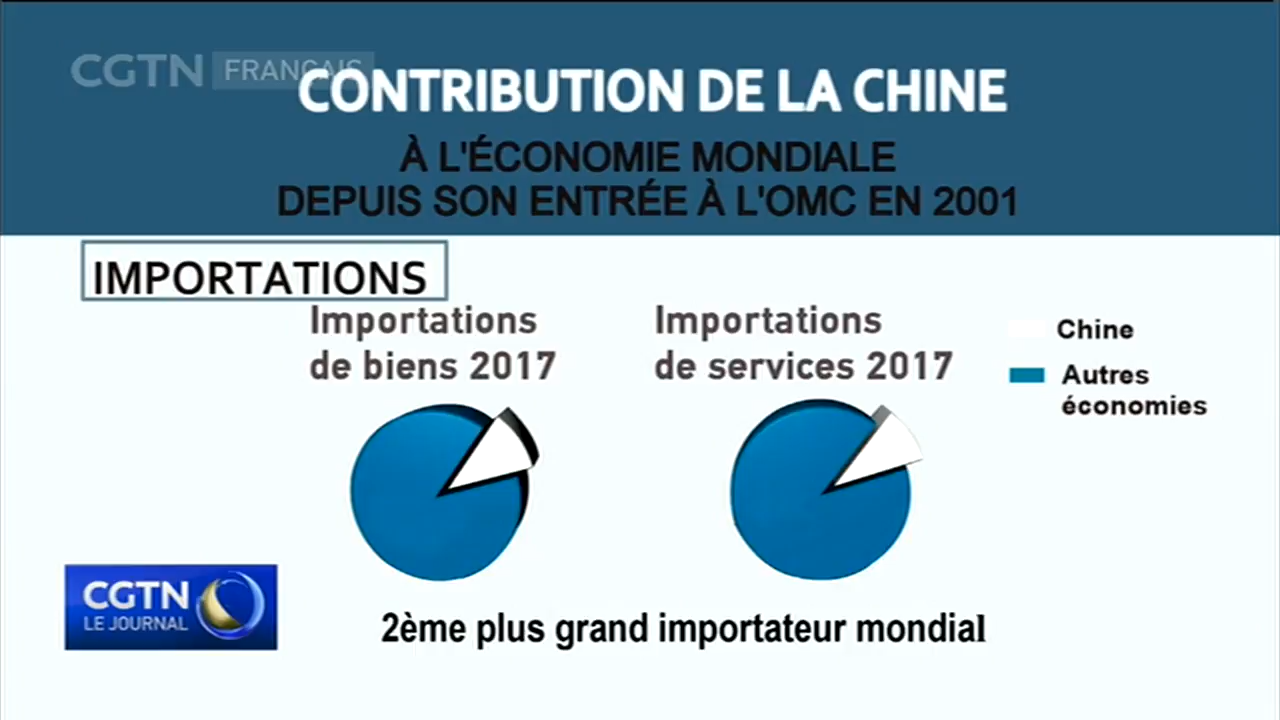 CGTN FRANÇAIS
CONTRIBUTION DE LA CHINE
À L'ÉCONOMIE MONDIALE
DEPUIS SON ENTRÉE À L'OMC EN 2001
IMPORTATIONS
Importations
de biens 2017
Importations
de services 2017
Chine
Autres
économies
CGTN
LE JOURNAL
2ème plus grand importateur mondial